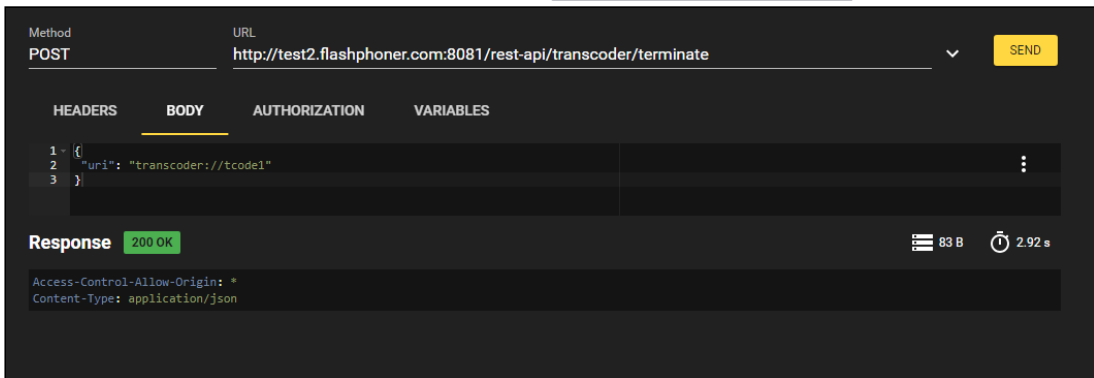 Method
POST
URL
http://test2.flashphoner.com:8081/rest-api/transcoder/terminate
SEND
HEADERS BODY AUTHORIZATION VARIABLES
1 {
2 "uri": "transcoder://tcode1"
3 }
Response 200 OK 83 B 2.92 s
Access-Control-Allow-Origin: *
Content-Type: application/json